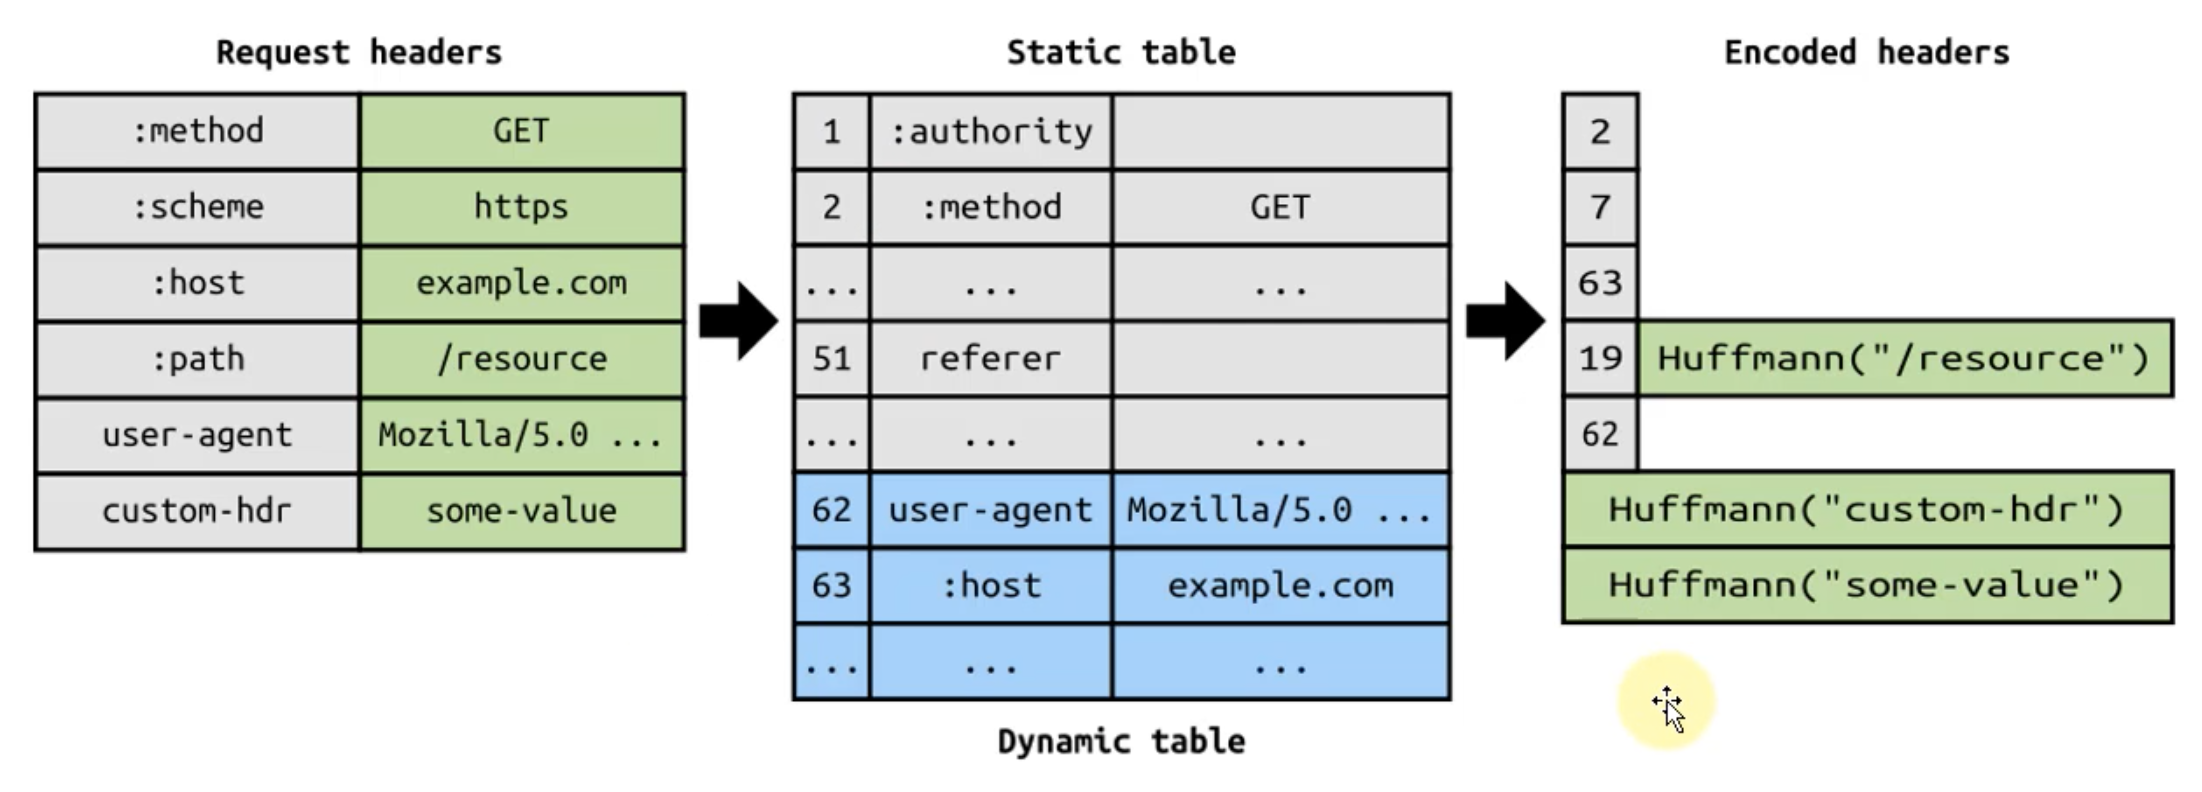 Request headers
:method GET
:scheme https
:host example.com
:path /resource
user-agent Mozilla/5.0 ...
custom-hdr some-value
Static table
1 :authority
2 :method GET
... ... ...
51 referer
... ... ...
62 user-agent Mozilla/5.0 ...
63 :host example.com
... ... ...
Dynamic table
Encoded headers
2
7
63
19 Huffmann("/resource")
62
Huffmann("custom-hdr")
Huffmann("some-value")